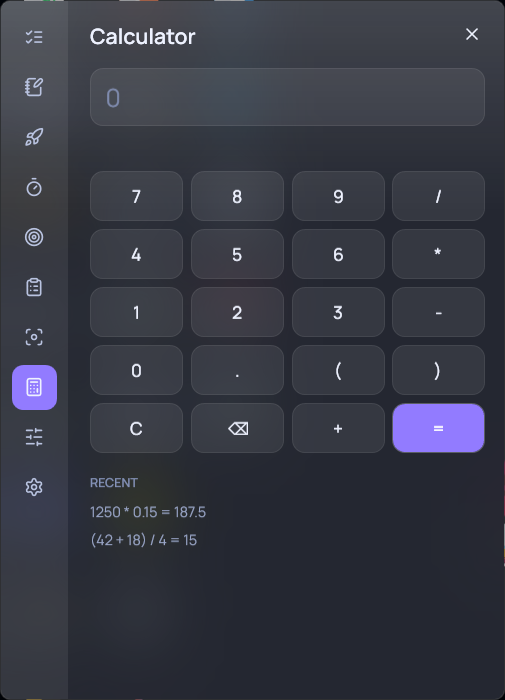 Calculator
0
7 8 9 /
4 5 6 *
1 2 3 -
0 . ( )
C ⌫ + =
RECENT
1250 * 0.15 = 187.5
(42 + 18) / 4 = 15